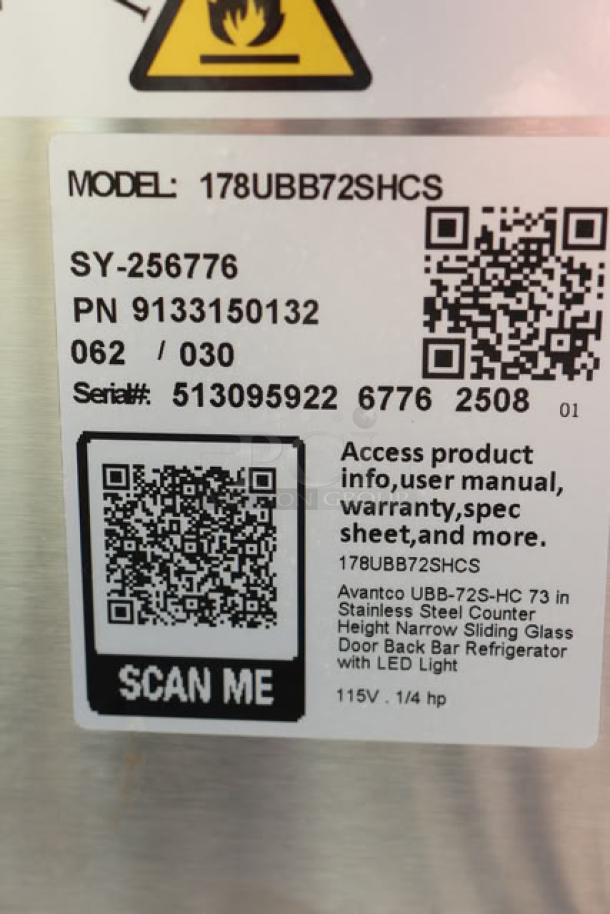 MODEL: 178UBB72SHCS
SY-256776
PN 9133150132
062 / 030
Serial#: 513095922 6776 2508 01
Access product
info,user manual,
warranty,spec
sheet,and more.
178UBB72SHCS
Avantco UBB-72S-HC 73 in
Stainless Steel Counter
Height Narrow Sliding Glass
Door Back Bar Refrigerator
with LED Light
115V . 1/4 hp
SCAN ME